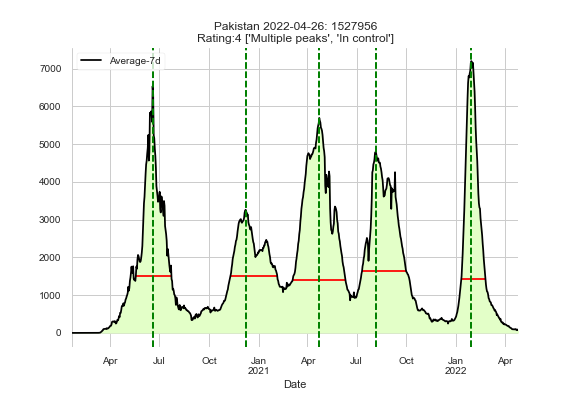 Pakistan 2022-04-26: 1527956
Rating:4 ['Multiple peaks', 'In control']
Average-7d
7000
6000
5000
4000
3000
2000
1000
0
Apr Jul Oct Jan Apr Jul Oct Jan Apr
2021 2022
Date